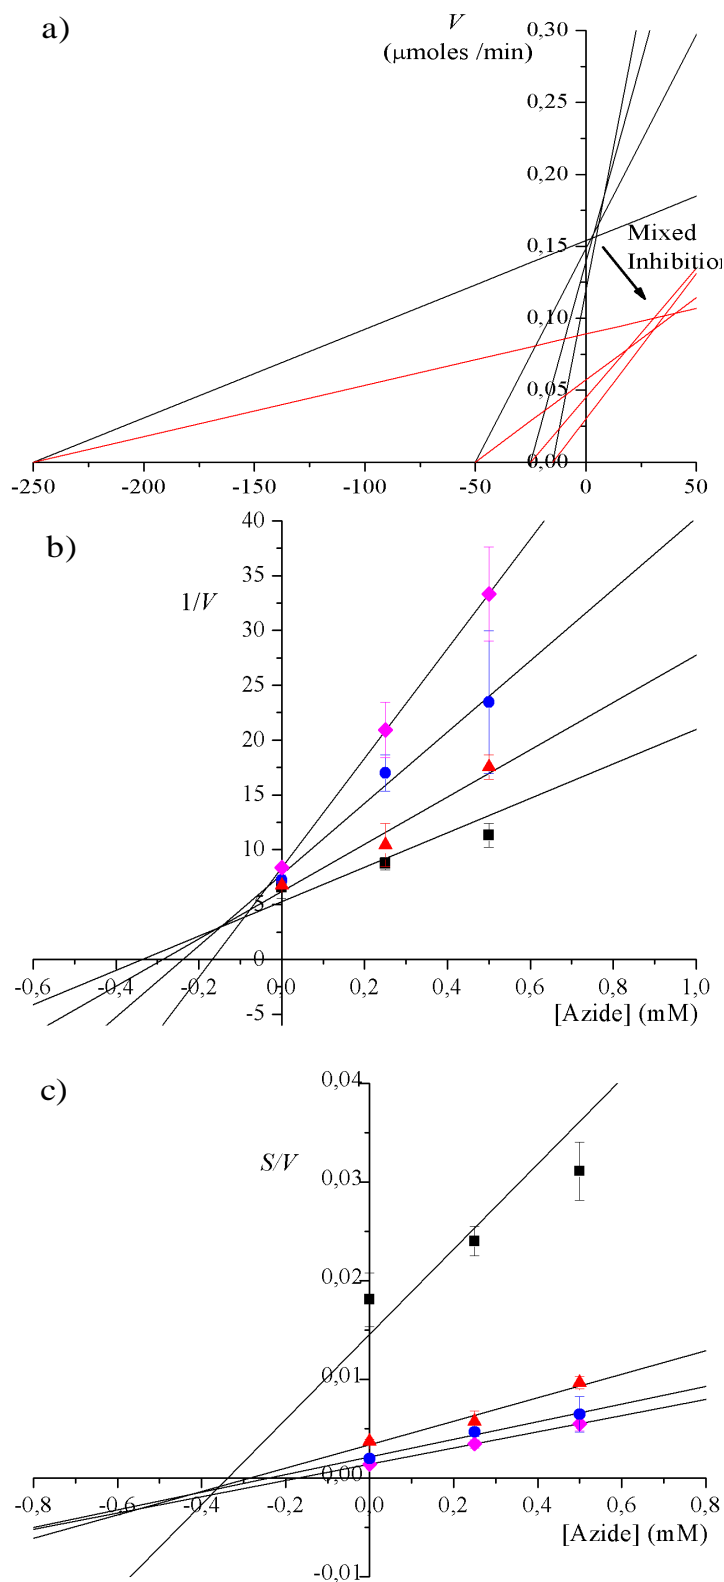 a)
V
(μmoles /min)
0,30
0,25
0,20
0,15
Mixed
Inhibition
0,10
0,05
0,00
-250 -200 -150 -100 -50 0 50
b)
40
35
1/V
30
25
20
15
10
5
0
-0,6 -0,4 -0,2 0,0 0,2 0,4 0,6 0,8 1,0
-5
[Azide] (mM)
c)
0,04
S/V
0,03
0,02
0,01
0,00
-0,8 -0,6 -0,4 -0,2 0,0 0,2 0,4 0,6 0,8
[Azide] (mM)
-0,01